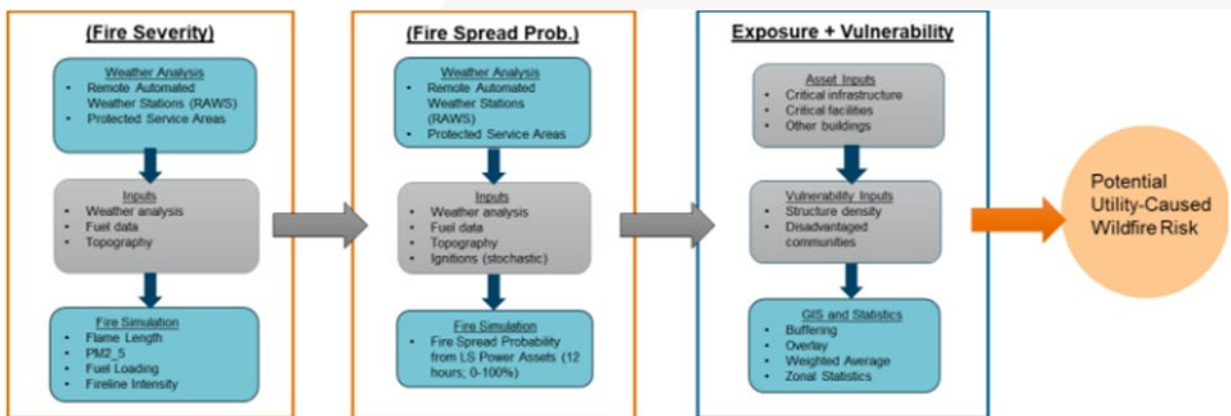 (Fire Severity)
Weather Analysis
• Remote Automated
Weather Stations (RAWS)
• Protected Service Areas
Inputs
• Weather analysis
• Fuel data
• Topography
Fire Simulation
• Flame Length
• PM2_5
• Fuel Loading
• Fireline Intensity
(Fire Spread Prob.)
Weather Analysis
• Remote Automated
Weather Stations
(RAWS)
• Protected Service Areas
Inputs
• Weather analysis
• Fuel data
• Topography
• Ignitions (stochastic)
Fire Simulation
• Fire Spread Probability
from LS Power Assets (12
hours; 0-100%)
Exposure + Vulnerability
Asset Inputs
• Critical infrastructure
• Critical facilities
• Other buildings
Vulnerability Inputs
• Structure density
• Disadvantaged
communities
GIS and Statistics
• Buffering
• Overlay
• Weighted Average
• Zonal Statistics
Potential
Utility-Caused
Wildfire Risk